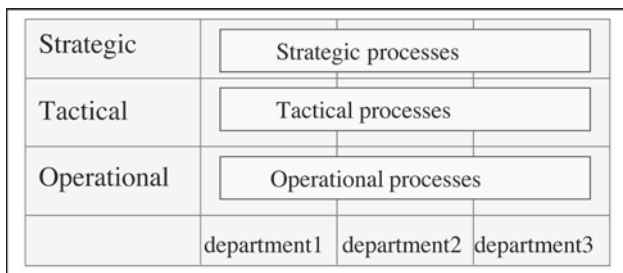 Strategic
Strategic processes
Tactical
Tactical processes
Operational
Operational processes
department1 department2 department3